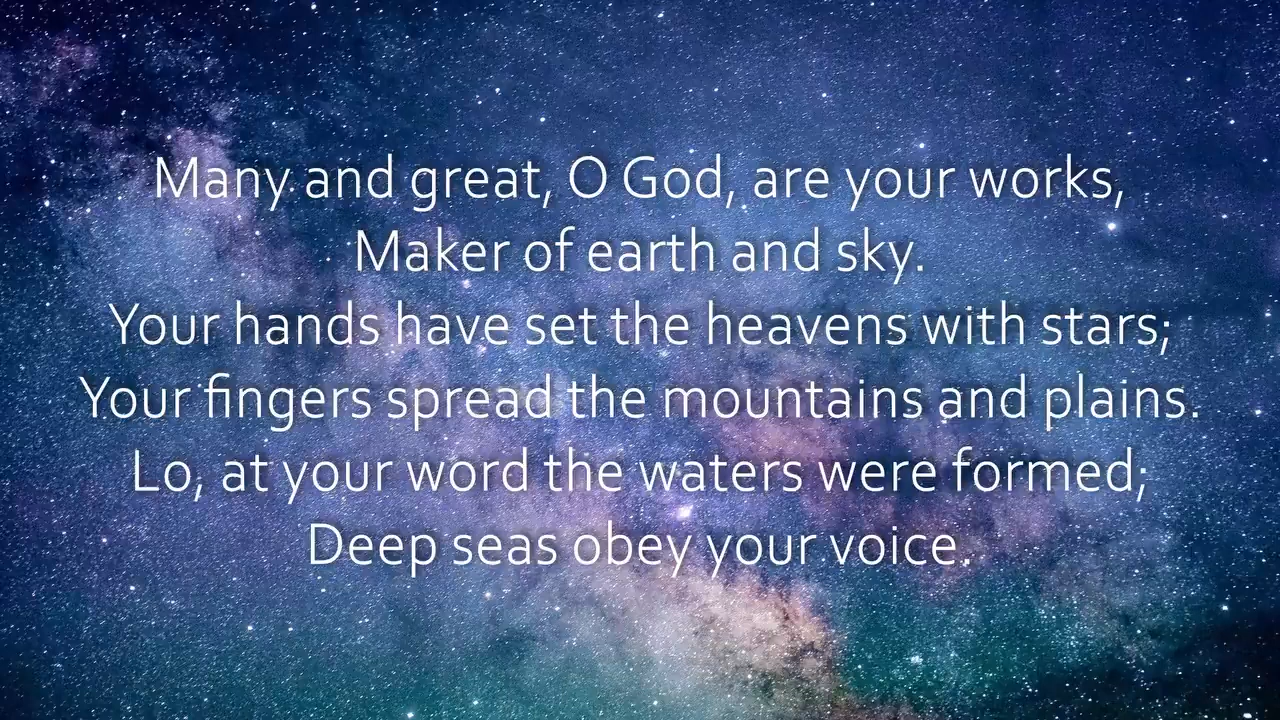 Many and great, O God, are your works,
Maker of earth and sky.
Your hands have set the heavens with stars;
Your fingers spread the mountains and plains.
Lo, at your word the waters were formed;
Deep seas obey your voice.